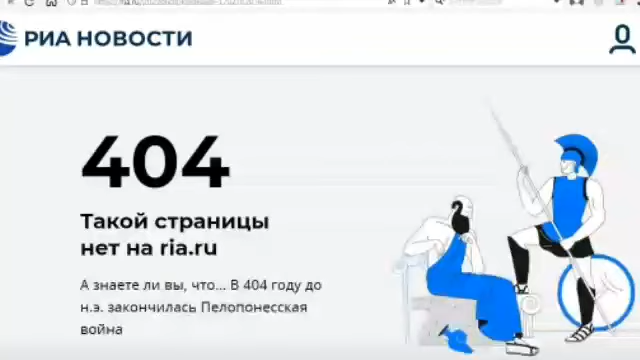 РИА НОВОСТИ
404
Такой страницы
нет на ria.ru
А знаете ли вы, что... В 404 году до
н.э. закончилась Пелопонесская
война